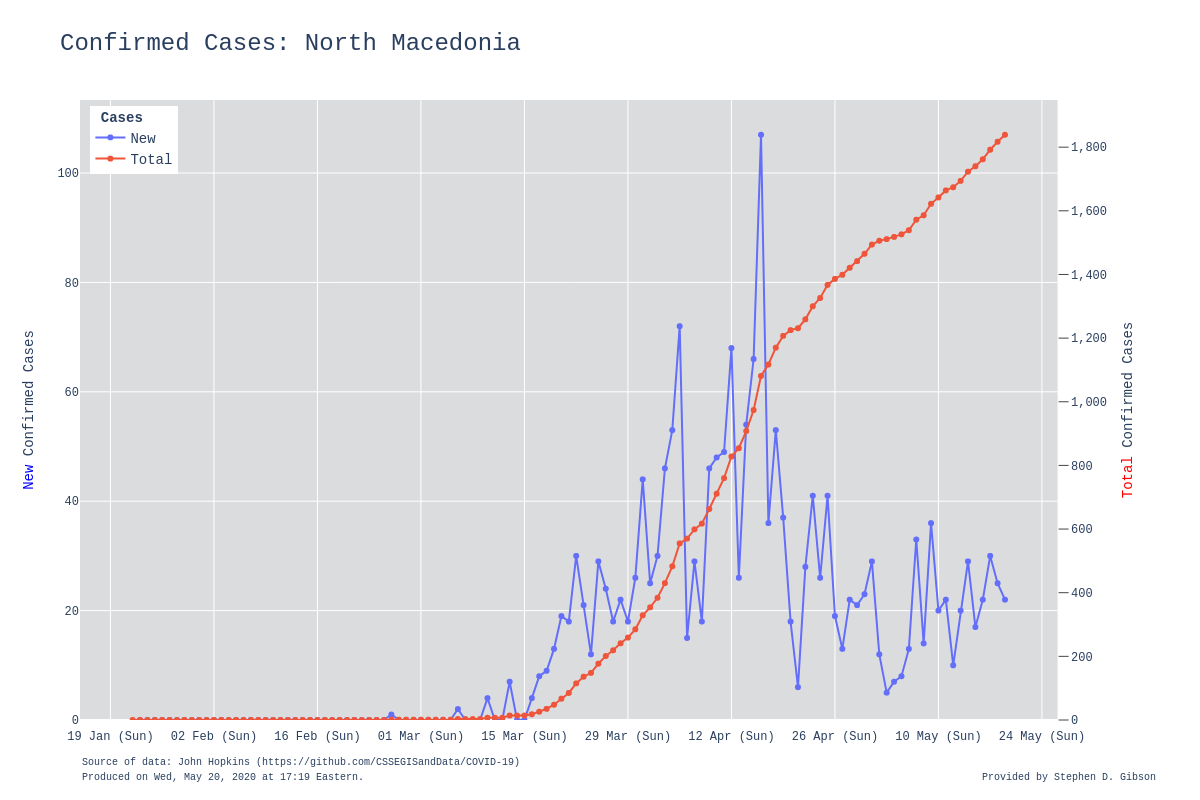 Confirmed Cases: North Macedonia
Cases
New
Total
100
80
60
40
20
0
1,800
1,600
1,400
1,200
1,000
800
600
400
200
0
New Confirmed Cases
Total Confirmed Cases
19 Jan (Sun) 02 Feb (Sun) 16 Feb (Sun) 01 Mar (Sun) 15 Mar (Sun) 29 Mar (Sun) 12 Apr (Sun) 26 Apr (Sun) 10 May (Sun) 24 May (Sun)
Source of data: John Hopkins (https://github.com/CSSEGISandData/COVID-19)
Produced on Wed, May 20, 2020 at 17:19 Eastern.
Provided by Stephen D. Gibson